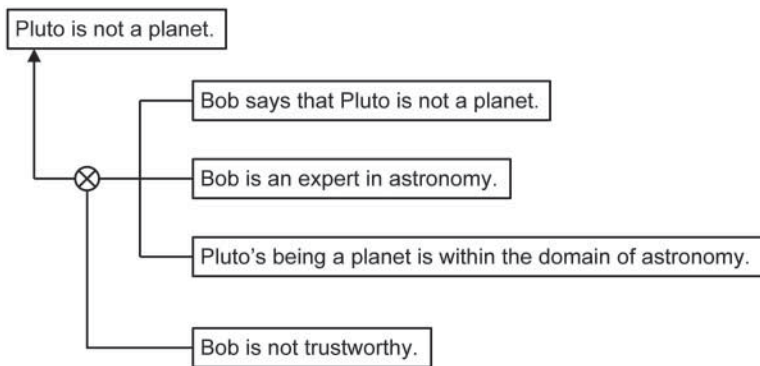 Pluto is not a planet.
Bob says that Pluto is not a planet.
Bob is an expert in astronomy.
Pluto’s being a planet is within the domain of astronomy.
Bob is not trustworthy.